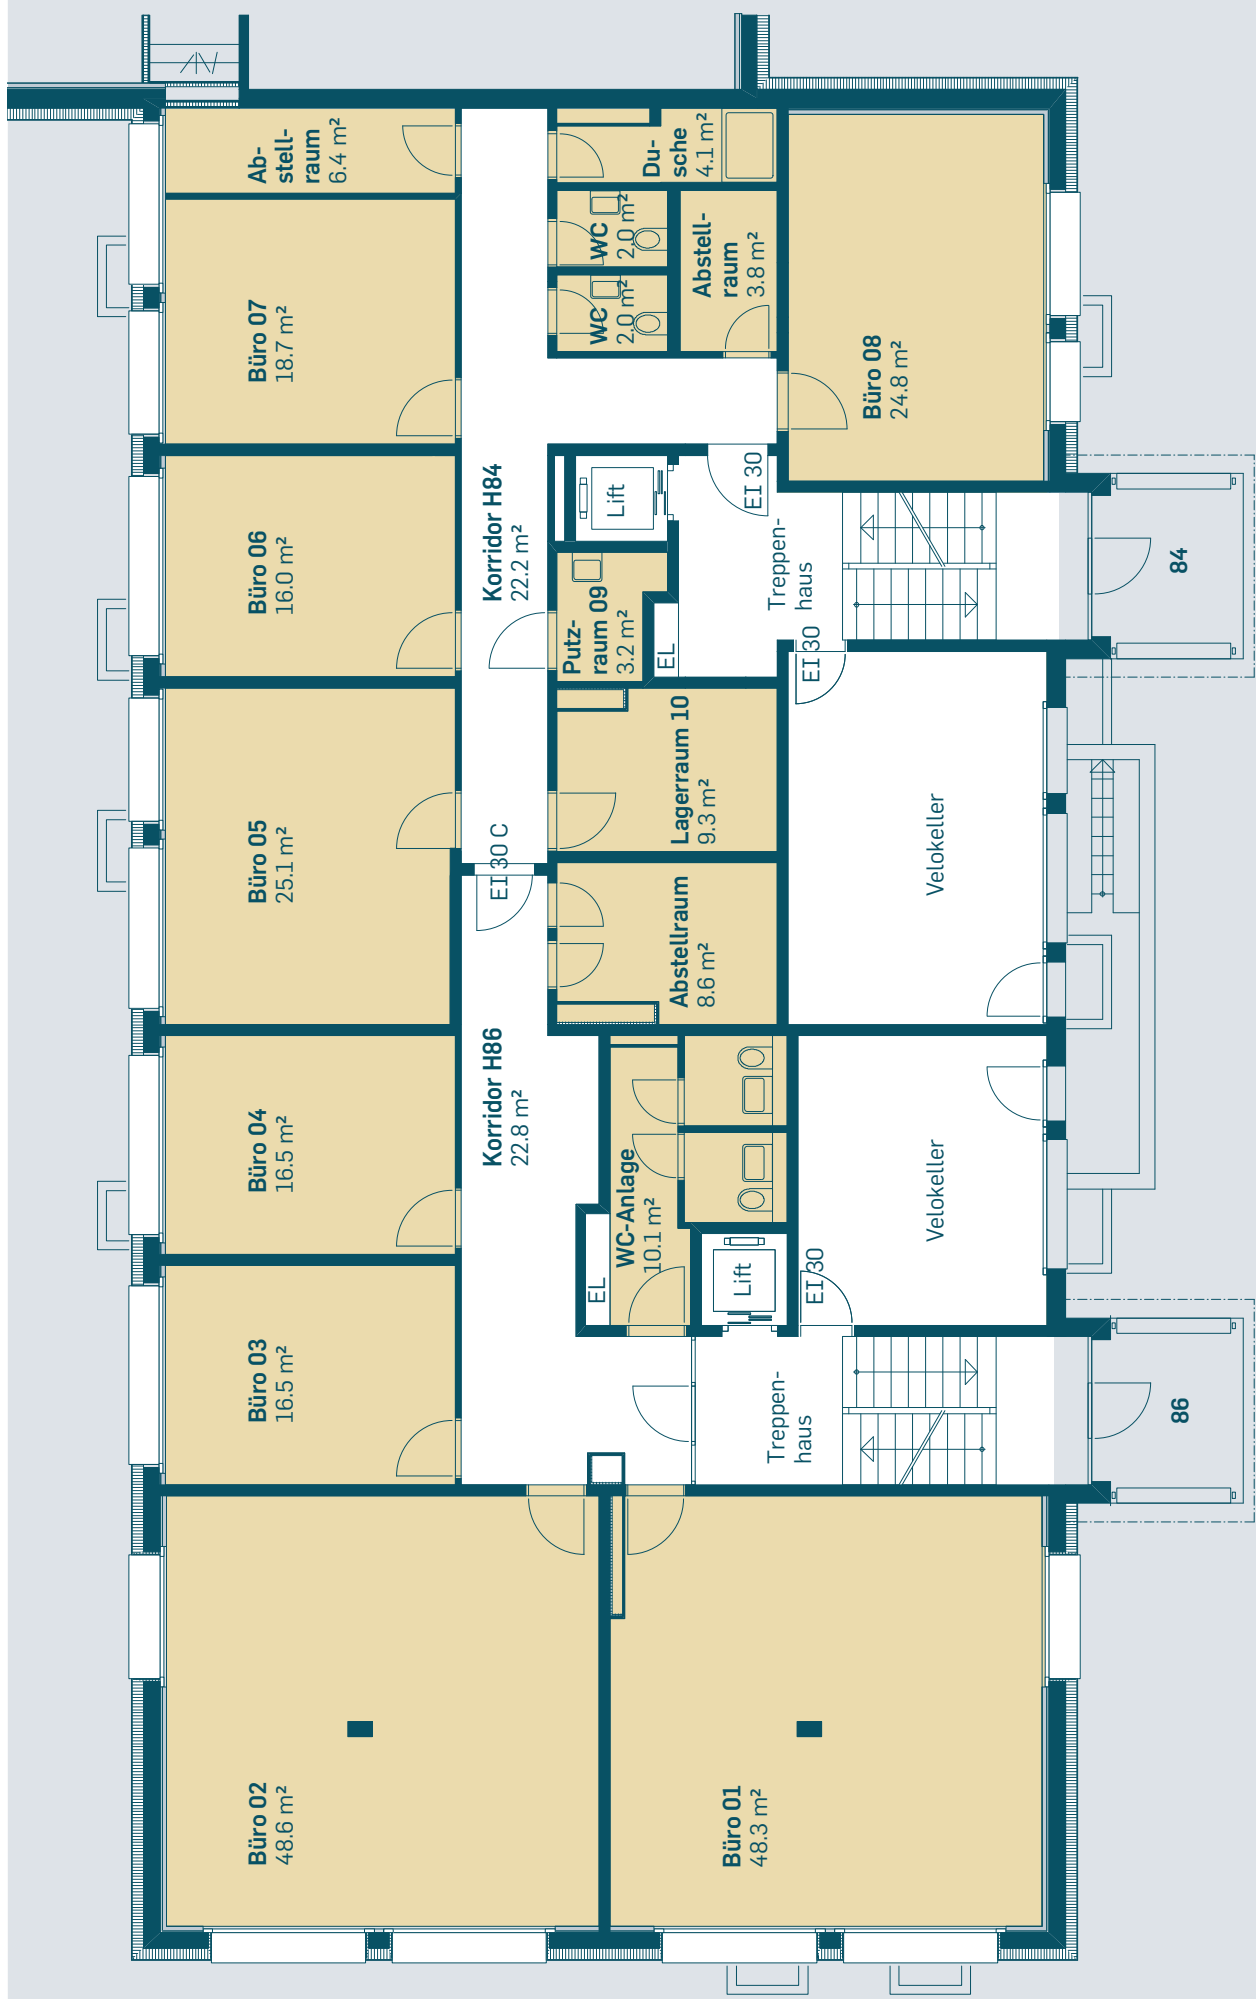 Ab-
stell-
raum
6.4 m²
Du-
sche
4.1 m²
WC
2.0 m²
Abstell-
raum
3.8 m²
WC
2.0 m²
Büro 07
18.7 m²
Büro 08
24.8 m²
Korridor H84
22.2 m²
Lift
EI 30
Treppen-
haus
84
Büro 06
16.0 m²
Putz-
raum 09
3.2 m²
EL
EI 30
Büro 05
25.1 m²
EI 30 C
Lagerraum 10
9.3 m²
Velokeller
Abstellraum
8.6 m²
Korridor H86
22.8 m²
Büro 04
16.5 m²
WC-Anlage
10.1 m²
Velokeller
EL
Lift
EI 30
Büro 03
16.5 m²
Treppen-
haus
86
Büro 02
48.6 m²
Büro 01
48.3 m²